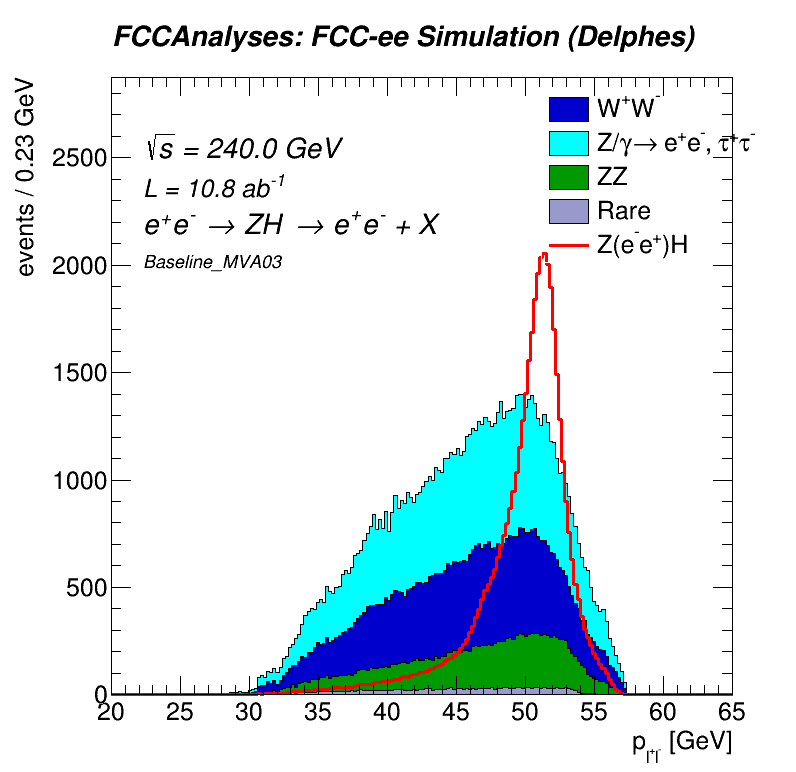 FCCAnalyses: FCC-ee Simulation (Delphes)
events / 0.23 GeV
√s = 240.0 GeV
L = 10.8 ab⁻¹
e⁺e⁻ → ZH → e⁺e⁻ + X
Baseline_MVA03
W⁺W⁻
Z/γ→ e⁺e⁻, τ⁺τ⁻
ZZ
Rare
Z(e⁻e⁺)H
2500
2000
1500
1000
500
0
20 25 30 35 40 45 50 55 60 65
p_l⁺l⁻ [GeV]